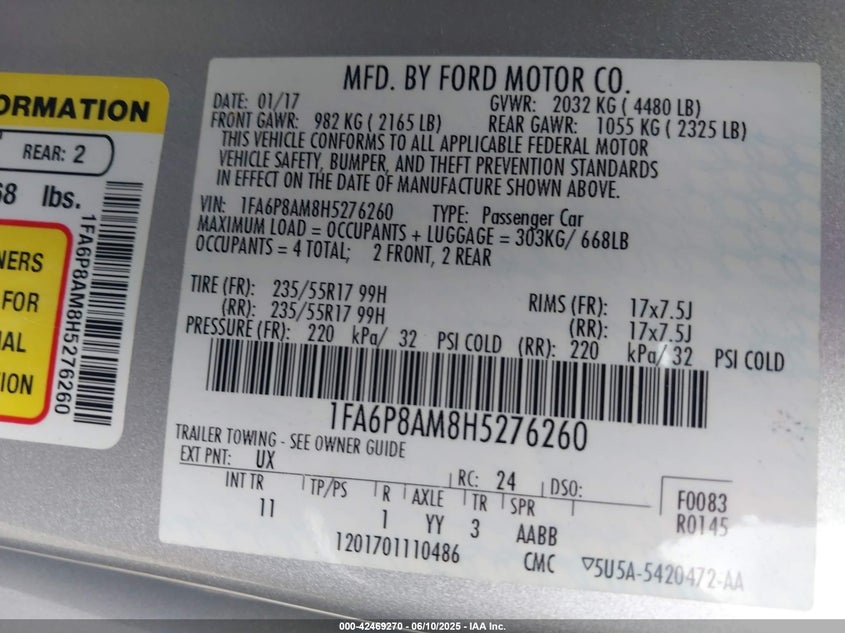 ORMATION
REAR: 2
68 lbs.
NERS
FOR
IAL
TION
1FA6P8AM8H5276260
MFD. BY FORD MOTOR CO.
DATE: 01/17 GVWR: 2032 KG ( 4480 LB)
FRONT GAWR: 982 KG ( 2165 LB) REAR GAWR: 1055 KG ( 2325 LB)
THIS VEHICLE CONFORMS TO ALL APPLICABLE FEDERAL MOTOR
VEHICLE SAFETY, BUMPER, AND THEFT PREVENTION STANDARDS
IN EFFECT ON THE DATE OF MANUFACTURE SHOWN ABOVE.
VIN: 1FA6P8AM8H5276260 TYPE: Passenger Car
MAXIMUM LOAD = OCCUPANTS + LUGGAGE = 303KG/ 668LB
OCCUPANTS = 4 TOTAL; 2 FRONT, 2 REAR
TIRE (FR): 235/55R17 99H RIMS (FR): 17x7.5J
(RR): 235/55R17 99H (RR): 17x7.5J
PRESSURE (FR): 220 kPa/ 32 PSI COLD (RR): 220 kPa/ 32 PSI COLD
1FA6P8AM8H5276260
TRAILER TOWING - SEE OWNER GUIDE
EXT PNT: UX RC: 24 DSO:
INT TR TP/PS R AXLE TR SPR
11 1 YY 3 AABB
F0083
R0145
1201701110486 CMC ▽5U5A-5420472-AA
000-42469270 - 06/10/2025 - IAA Inc.